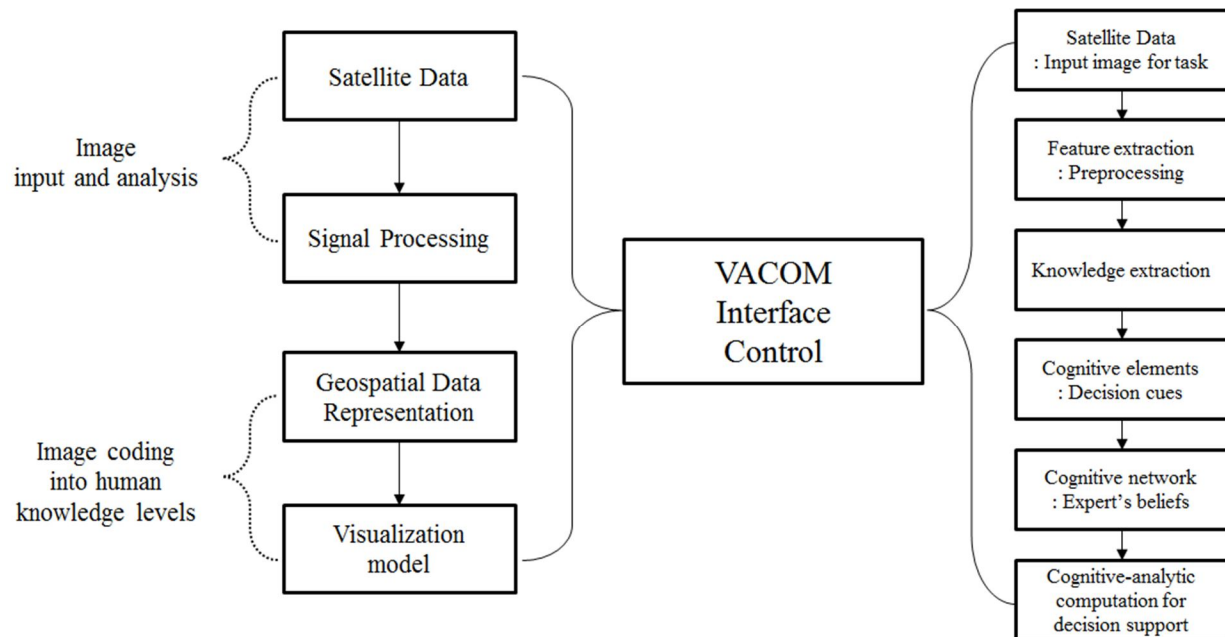 Image
input and analysis
Image coding
into human
knowledge levels
Satellite Data
Signal Processing
Geospatial Data
Representation
Visualization
model
VACOM
Interface
Control
Satellite Data
: Input image for task
Feature extraction
: Preprocessing
Knowledge extraction
Cognitive elements
: Decision cues
Cognitive network
: Expert’s beliefs
Cognitive-analytic
computation for
decision support